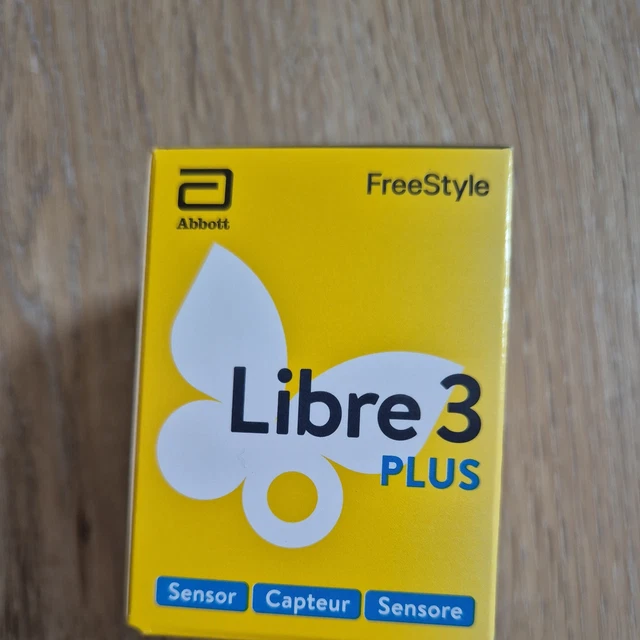 Abbott
FreeStyle
Libre 3
PLUS
Sensor Capteur Sensore